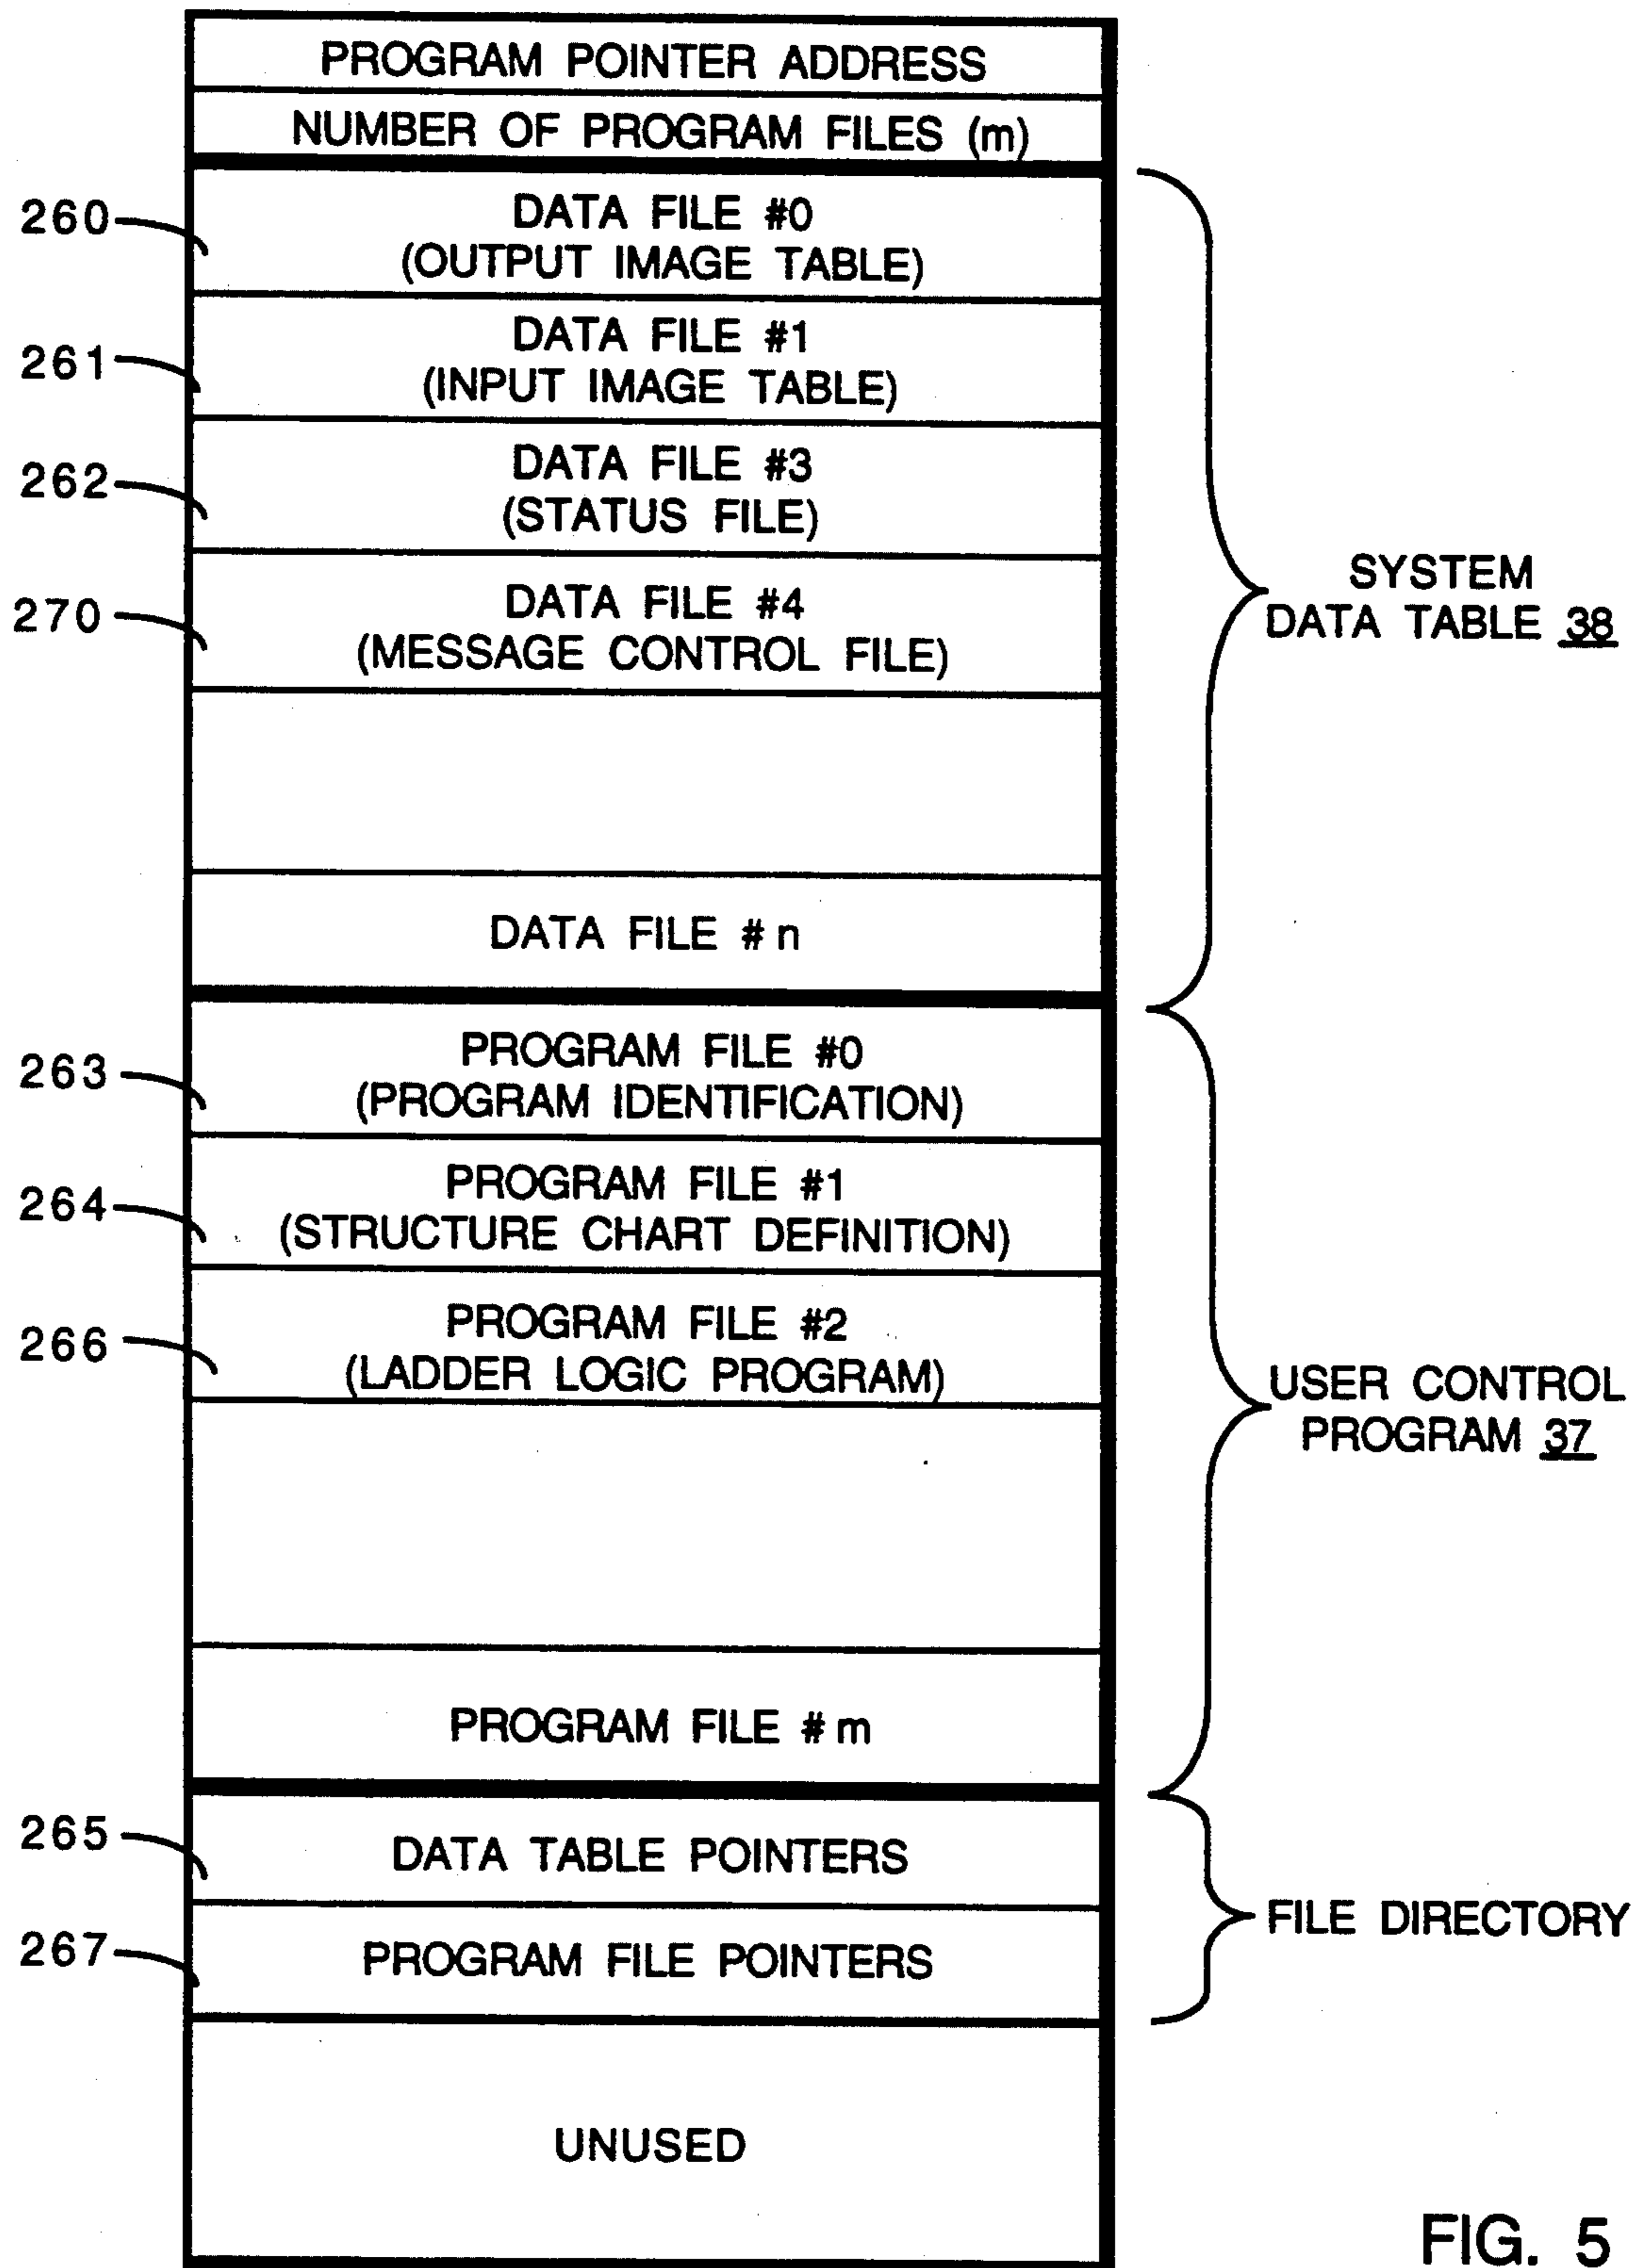 PROGRAM POINTER ADDRESS
NUMBER OF PROGRAM FILES (m)
260
DATA FILE #0
(OUTPUT IMAGE TABLE)
261
DATA FILE #1
(INPUT IMAGE TABLE)
262
DATA FILE #3
(STATUS FILE)
270
DATA FILE #4
(MESSAGE CONTROL FILE)
SYSTEM
DATA TABLE 38
DATA FILE #n
263
PROGRAM FILE #0
(PROGRAM IDENTIFICATION)
264
PROGRAM FILE #1
(STRUCTURE CHART DEFINITION)
266
PROGRAM FILE #2
(LADDER LOGIC PROGRAM)
USER CONTROL
PROGRAM 37
PROGRAM FILE #m
265
DATA TABLE POINTERS
267
PROGRAM FILE POINTERS
FILE DIRECTORY
UNUSED
FIG. 5